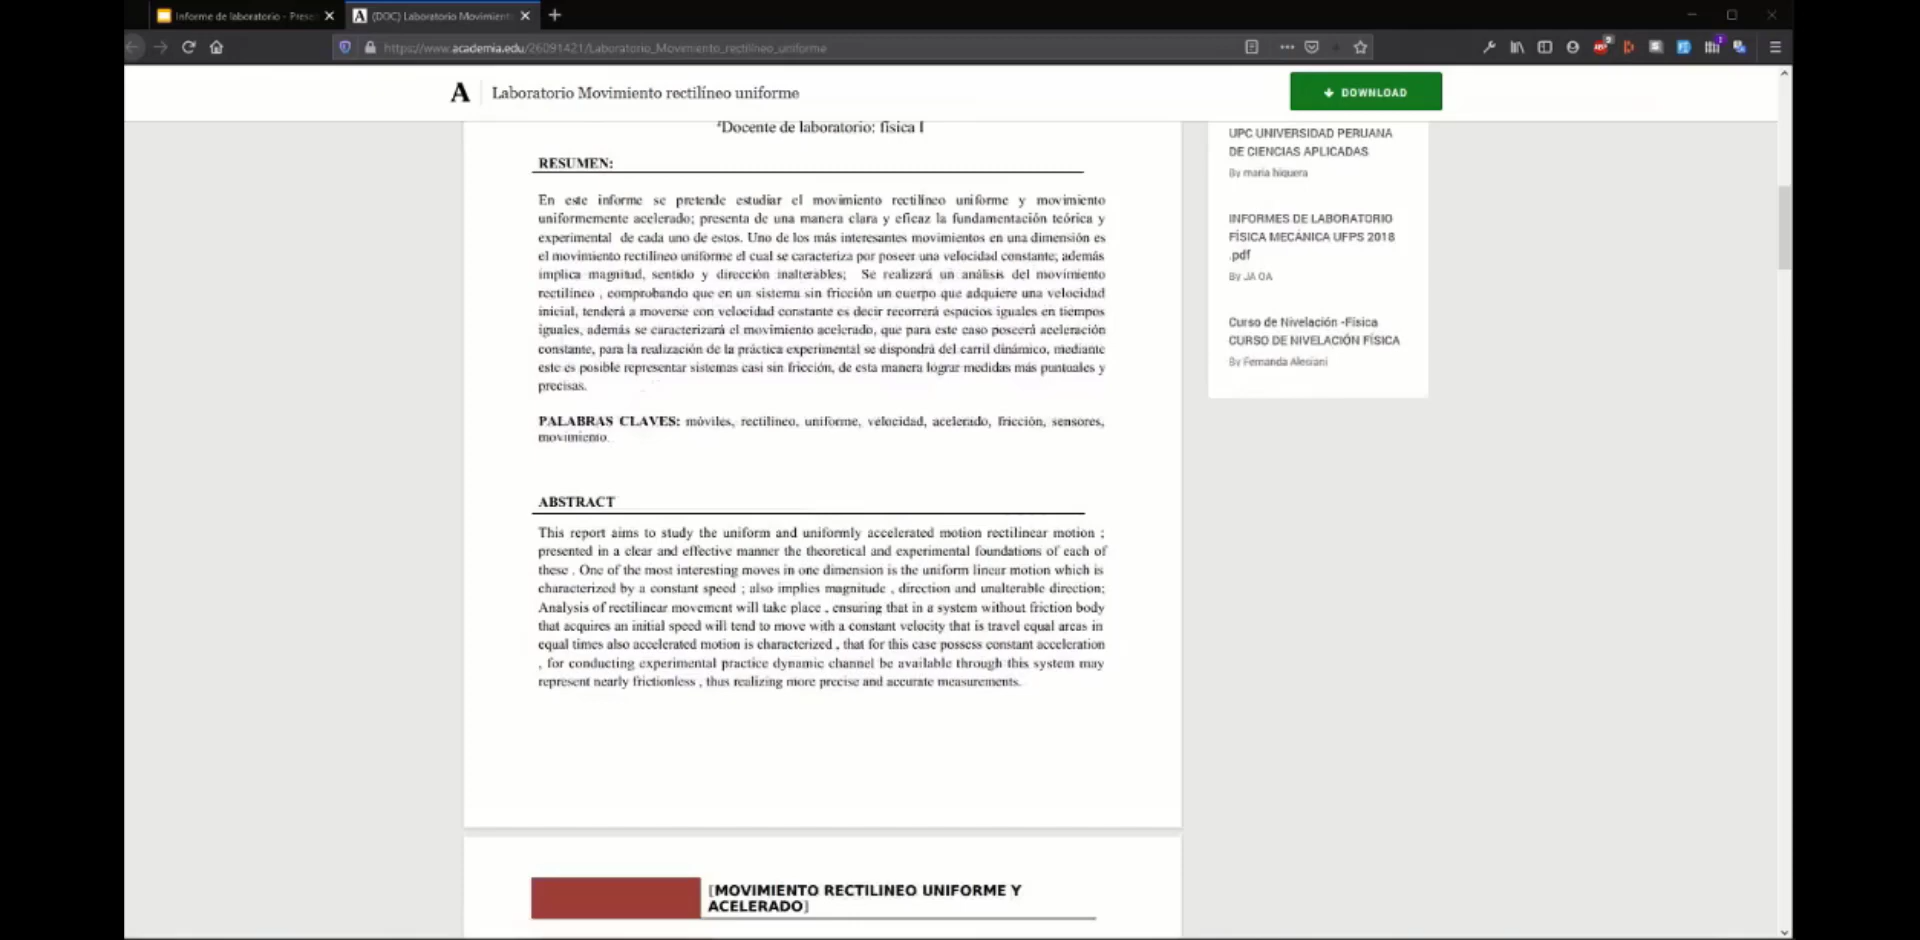 Informe de laboratorio - Prese
(DOC) Laboratorio Movimient
https://www.academia.edu/26091421/Laboratorio_Movimiento_rectilíneo_uniforme
A
Laboratorio Movimiento rectilíneo uniforme
DOWNLOAD
Docente de laboratorio: física I
RESUMEN:
En este informe se pretende estudiar el movimiento rectilíneo uniforme y movimiento
uniformemente acelerado; presenta de una manera clara y eficaz la fundamentación teórica y
experimental de cada uno de estos. Uno de los más interesantes movimientos en una dimensión es
el movimiento rectilíneo uniforme el cual se caracteriza por poseer una velocidad constante; además
implica magnitud, sentido y dirección inalterables; Se realizará un análisis del movimiento
rectilíneo , comprobando que en un sistema sin fricción un cuerpo que adquiere una velocidad
inicial, tenderá a moverse con velocidad constante es decir recorrerá espacios iguales en tiempos
iguales, además se caracterizará el movimiento acelerado, que para este caso poseerá aceleración
constante, para la realización de la práctica experimental se dispondrá del carril dinámico, mediante
este es posible representar sistemas casi sin fricción, de esta manera lograr medidas más puntuales y
precisas.
PALABRAS CLAVES: móviles, rectilíneo, uniforme, velocidad, acelerado, fricción, sensores,
movimiento.
ABSTRACT
This report aims to study the uniform and uniformly accelerated motion rectilinear motion ;
presented in a clear and effective manner the theoretical and experimental foundations of each of
these . One of the most interesting moves in one dimension is the uniform linear motion which is
characterized by a constant speed ; also implies magnitude , direction and unalterable direction;
Analysis of rectilinear movement will take place , ensuring that in a system without friction body
that acquires an initial speed will tend to move with a constant velocity that is travel equal areas in
equal times also accelerated motion is characterized , that for this case possess constant acceleration
, for conducting experimental practice dynamic channel be available through this system may
represent nearly frictionless , thus realizing more precise and accurate measurements.
[MOVIMIENTO RECTILINEO UNIFORME Y
ACELERADO]
UPC UNIVERSIDAD PERUANA
DE CIENCIAS APLICADAS
By maria hiquera
INFORMES DE LABORATORIO
FÍSICA MECÁNICA UFPS 2018
.pdf
By JA OA
Curso de Nivelación -Física
CURSO DE NIVELACIÓN FÍSICA
By Fernanda Alesiani